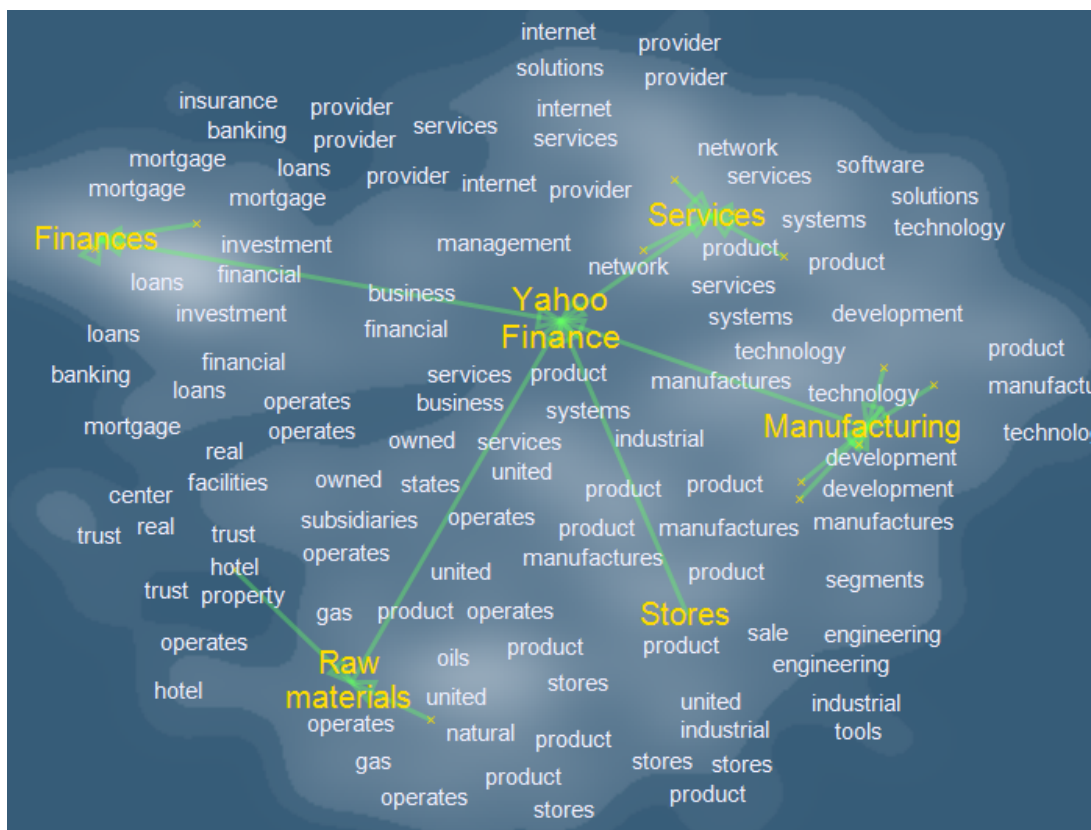 internet
provider
solutions
provider
insurance
provider
internet
banking
provider
services
services
mortgage
loans
network
software
mortgage
mortgage
provider
internet
provider
services
solutions
Services
systems
technology
Finances
investment
management
product
product
loans
financial
network
business
services
Yahoo
Finance
investment
systems
development
loans
financial
technology
product
banking
financial
services
product
manufactures
manufactu
loans
technology
operates
business
systems
mortgage
operates
owned
services
industrial
Manufacturing
technolo
real
development
facilities
owned
states
united
product
product
development
center
subsidiaries
operates
product
manufactures
manufactures
trust
real
trust
operates
manufactures
hotel
united
product
segments
trust
property
gas
product
operates
Stores
operates
product
product
sale
engineering
Raw
materials
oils
engineering
hotel
united
stores
united
industrial
operates
natural
product
industrial
tools
gas
product
stores
stores
operates
stores
product